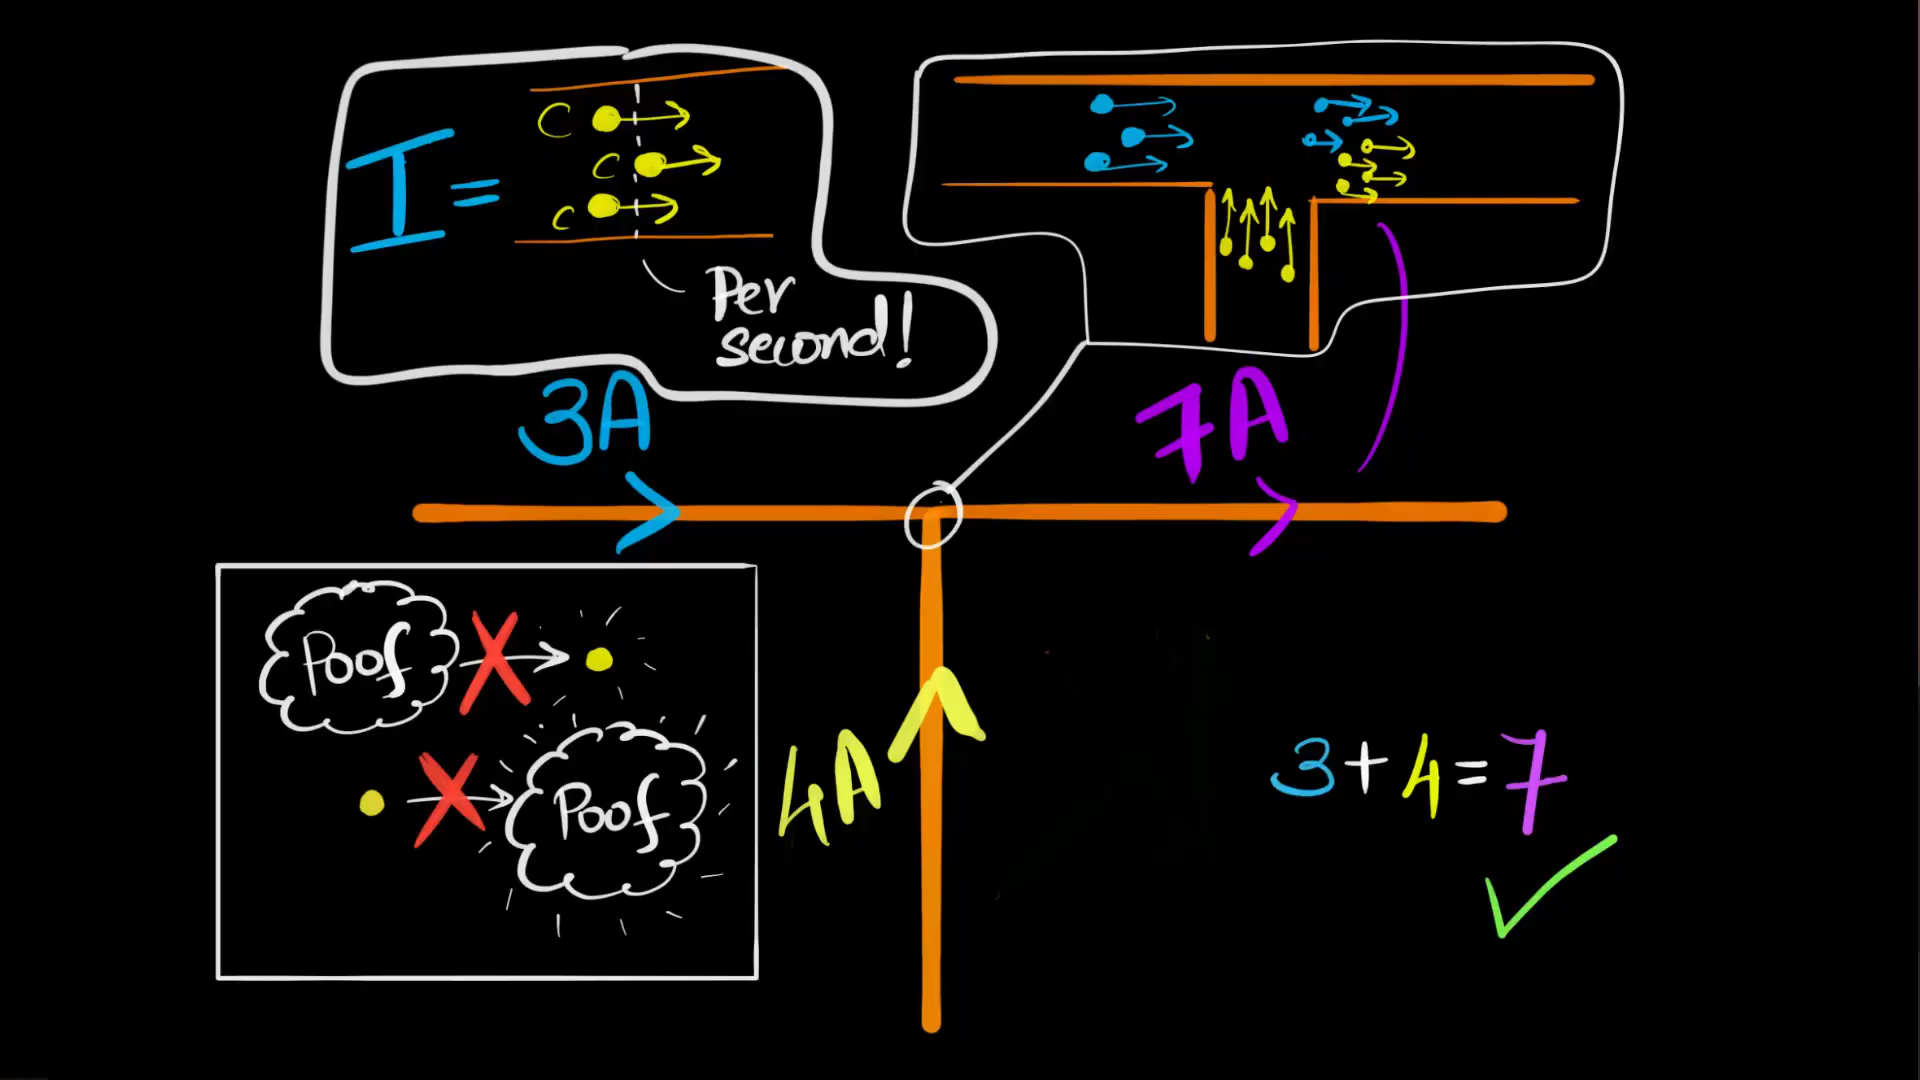 I =
C
C
C
Per
second!
3A
7A
Poof
Poof
4A
3+4=7